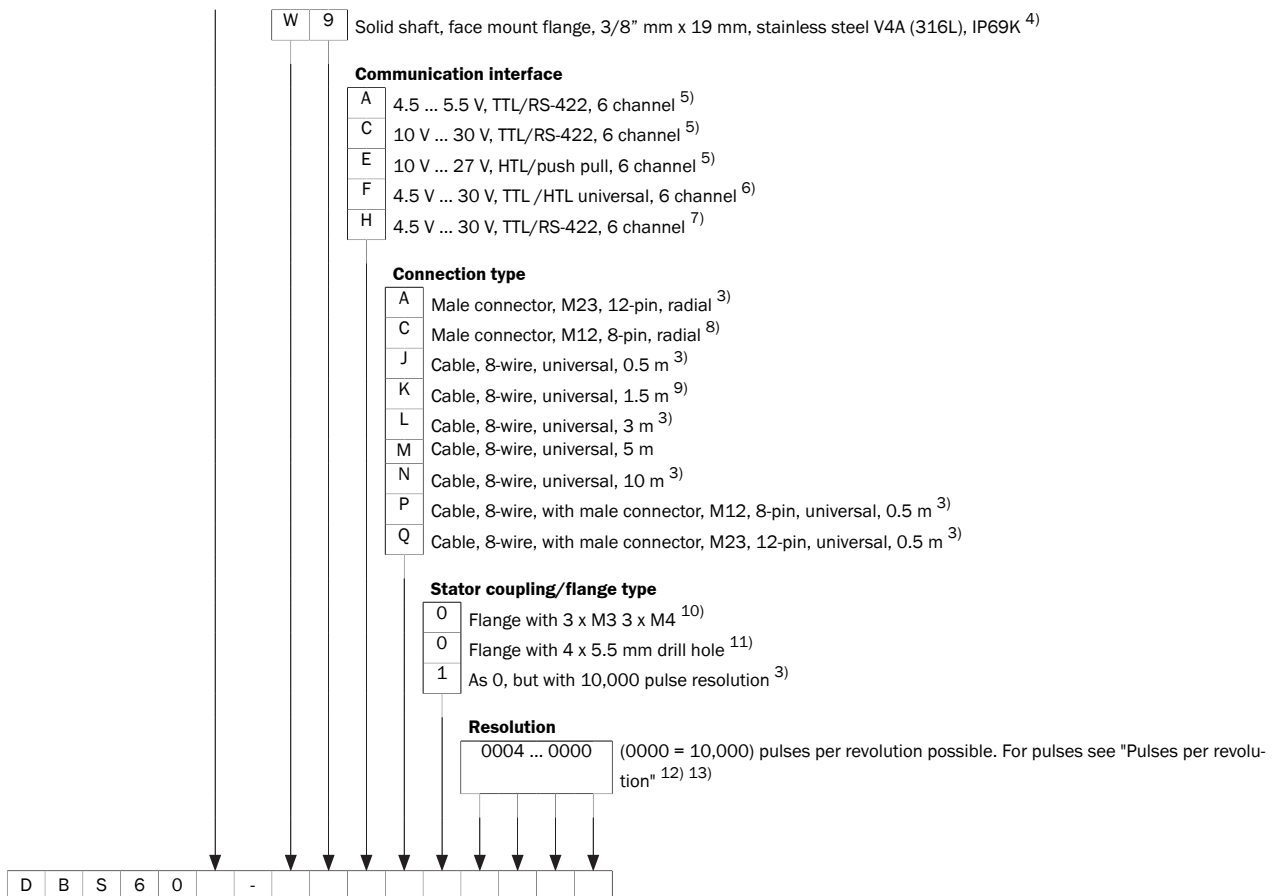 W 9 Solid shaft, face mount flange, 3/8” mm x 19 mm, stainless steel V4A (316L), IP69K 4)
Communication interface
A 4.5 ... 5.5 V, TTL/RS-422, 6 channel 5)
C 10 V ... 30 V, TTL/RS-422, 6 channel 5)
E 10 V ... 27 V, HTL/push pull, 6 channel 5)
F 4.5 V ... 30 V, TTL /HTL universal, 6 channel 6)
H 4.5 V ... 30 V, TTL/RS-422, 6 channel 7)
Connection type
A Male connector, M23, 12-pin, radial 3)
C Male connector, M12, 8-pin, radial 8)
J Cable, 8-wire, universal, 0.5 m 3)
K Cable, 8-wire, universal, 1.5 m 9)
L Cable, 8-wire, universal, 3 m 3)
M Cable, 8-wire, universal, 5 m
N Cable, 8-wire, universal, 10 m 3)
P Cable, 8-wire, with male connector, M12, 8-pin, universal, 0.5 m 3)
Q Cable, 8-wire, with male connector, M23, 12-pin, universal, 0.5 m 3)
Stator coupling/flange type
0 Flange with 3 x M3 3 x M4 10)
0 Flange with 4 x 5.5 mm drill hole 11)
1 As 0, but with 10,000 pulse resolution 3)
Resolution
0004 ... 0000 (0000 = 10,000) pulses per revolution possible. For pulses see "Pulses per revolu-
tion" 12) 13)
D B S 6 0 -